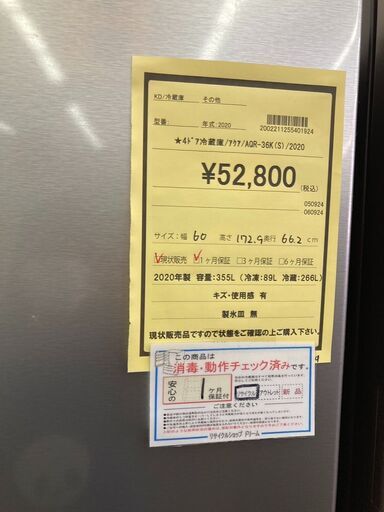 KD/冷蔵庫 その他
型番: 年式:2020 2002211255401924
★4ドア冷蔵庫/アクア/AQR-36K(S)/2020
¥52,800(税込)
050924
060924
サイズ:幅 60 高さ 172.9 奥行 66.2 cm
☑現状販売 ☑1ヶ月保証 □3ヶ月保証 □6ヶ月保証
2020年製 容量:355L (冷凍:89L 冷蔵:266L)
キズ・使用感 有
製氷皿 無
現状販売品ですので状態をご確認の上ご購入下さい。
この商品は
消毒・動作チェック済みです。
安心の 1ヶ月保証付 リサイクル アウトレット 新品
ご注意ください
リサイクルショップ ドリーム